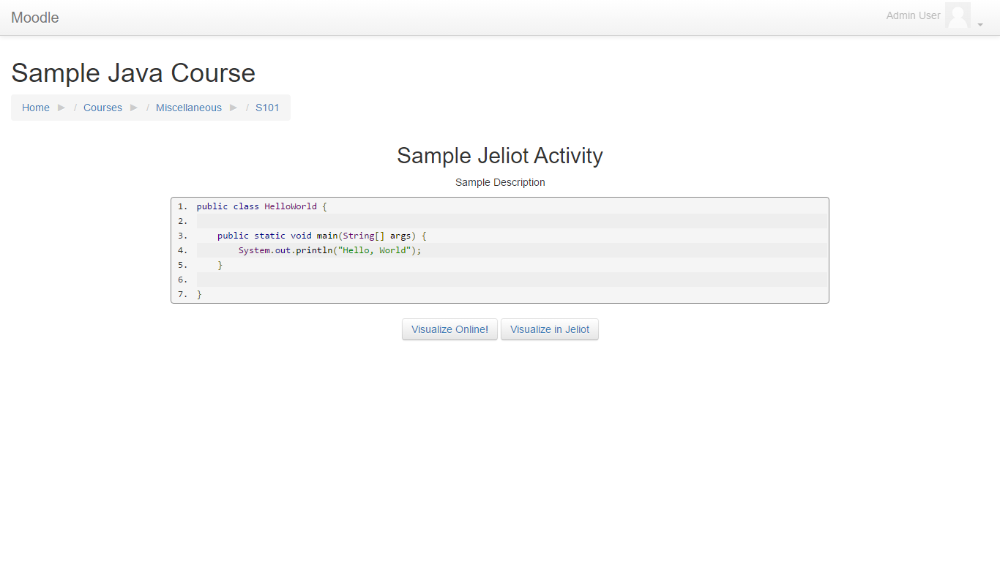 Moodle
Admin User
Sample Java Course
Home ► / Courses ► / Miscellaneous ► / S101
Sample Jeliot Activity
Sample Description
1. public class HelloWorld {
2.
3.     public static void main(String[] args) {
4.         System.out.println("Hello, World");
5.     }
6.
7. }
Visualize Online! Visualize in Jeliot